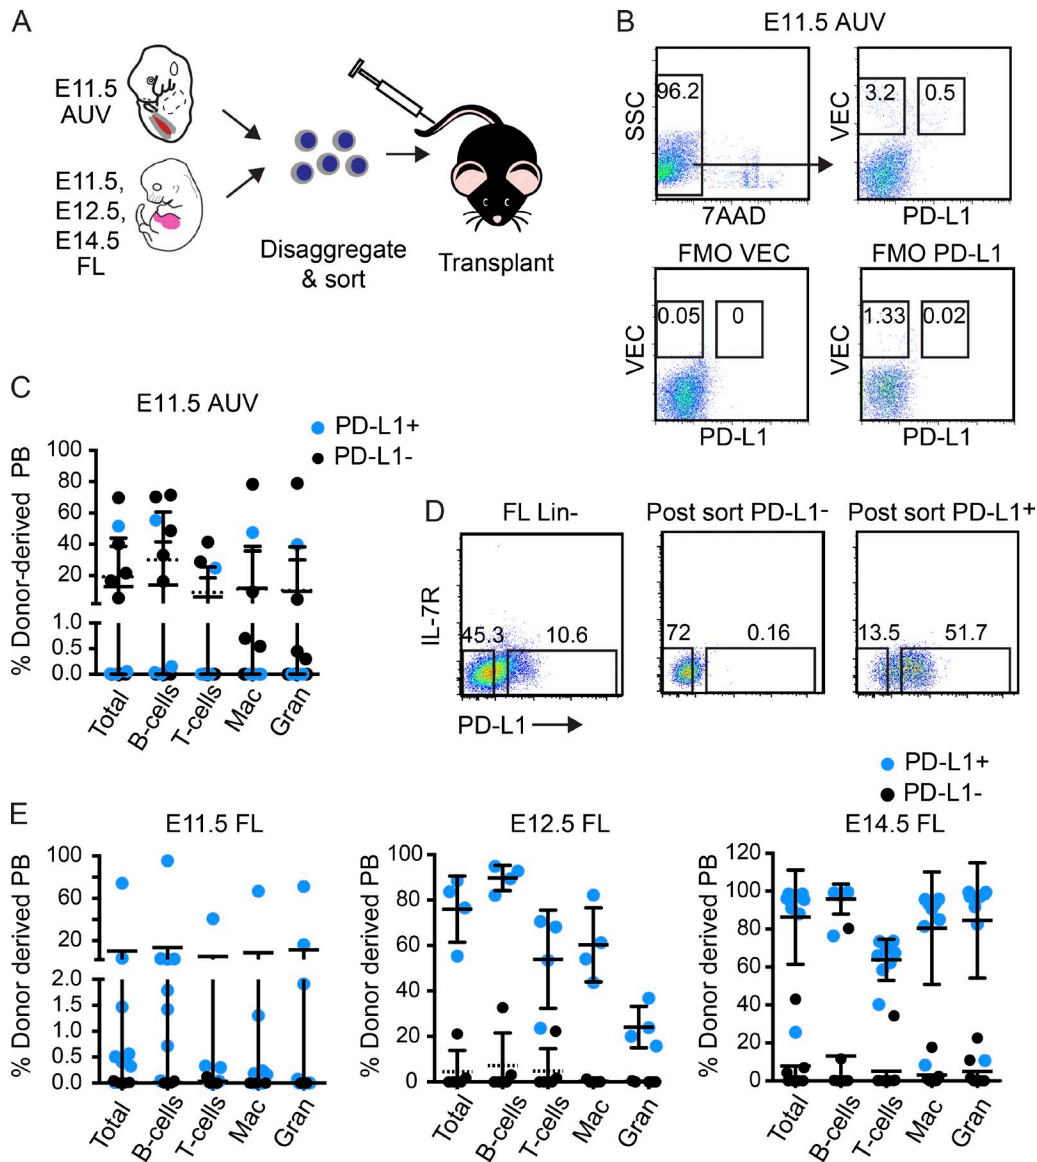 A
E11.5
AUV
E11.5,
E12.5,
E14.5
FL
Disaggregate
& sort
Transplant
B
E11.5 AUV
SSC
96.2
7AAD
VEC
3.2 0.5
PD-L1
FMO VEC
VEC
0.05 0
PD-L1
FMO PD-L1
VEC
1.33 0.02
PD-L1
C
E11.5 AUV
PD-L1+
PD-L1-
% Donor-derived PB
100
80
60
40
20
1.0
0.5
0.0
Total
B-cells
T-cells
Mac
Gran
D
FL Lin-
IL-7R
45.3 10.6
PD-L1
Post sort PD-L1-
72 0.16
Post sort PD-L1+
13.5 51.7
PD-L1+
PD-L1-
E
E11.5 FL
% Donor derived PB
100
60
20
2.0
1.5
1.0
0.5
0.0
Total
B-cells
T-cells
Mac
Gran
E12.5 FL
% Donor derived PB
100
80
60
40
20
0
Total
B-cells
T-cells
Mac
Gran
E14.5 FL
% Donor derived PB
120
100
80
60
40
20
0
Total
B-cells
T-cells
Mac
Gran